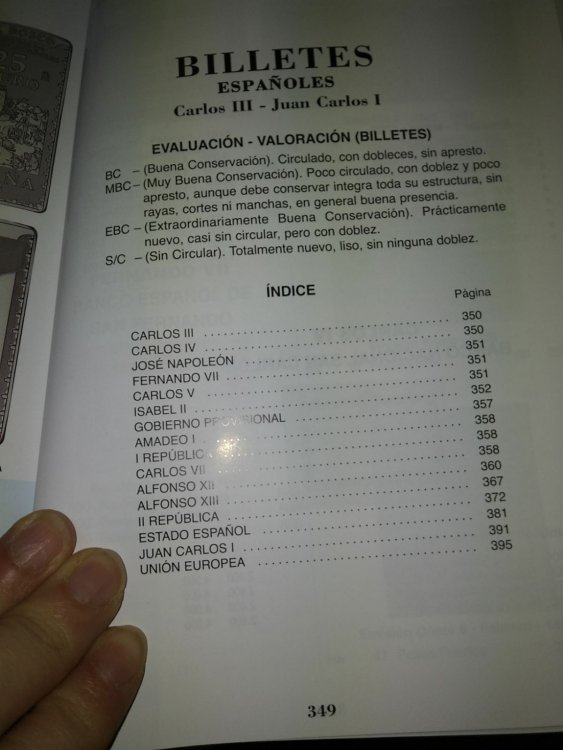 BILLETES
ESPAÑOLES
Carlos III - Juan Carlos I
EVALUACIÓN - VALORACIÓN (BILLETES)
BC – (Buena Conservación). Circulado, con dobleces, sin apresto.
MBC – (Muy Buena Conservación). Poco circulado, con doblez y poco
apresto, aunque debe conservar integra toda su estructura, sin
rayas, cortes ni manchas, en general buena presencia.
EBC – (Extraordinariamente Buena Conservación). Prácticamente
nuevo, casi sin circular, pero con doblez.
S/C – (Sin Circular). Totalmente nuevo, liso, sin ninguna doblez.
ÍNDICE
Página
CARLOS III 350
CARLOS IV 350
JOSÉ NAPOLEÓN 351
FERNANDO VII 351
CARLOS V 351
ISABEL II 352
GOBIERNO PROVISIONAL 357
AMADEO I 358
I REPÚBLIC 358
CARLOS VII 358
ALFONSO XII 360
ALFONSO XIII 367
II REPÚBLICA 372
ESTADO ESPAÑOL 381
JUAN CARLOS I 391
UNIÓN EUROPEA 395
349